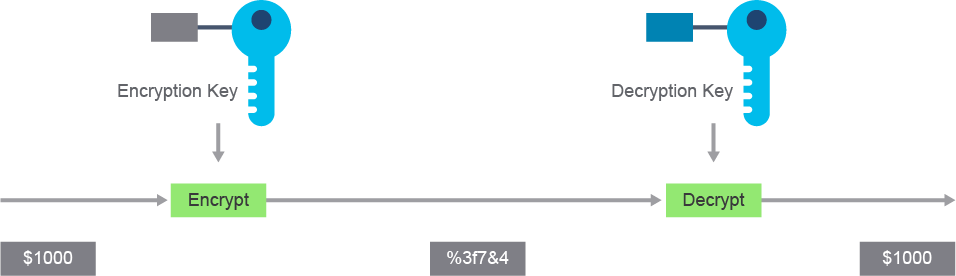 Encryption Key
Decryption Key
Encrypt
Decrypt
$1000
%3f7&4
$1000